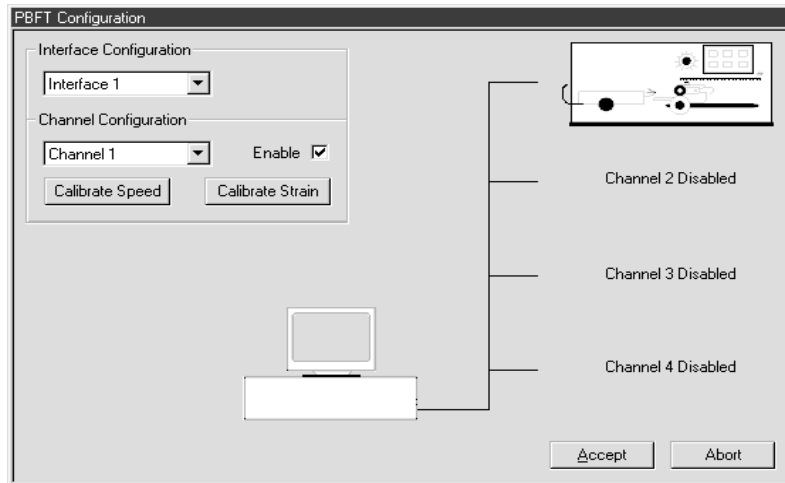 PBFT Configuration
Interface Configuration
Interface 1
Channel Configuration
Channel 1
Enable
Calibrate Speed
Calibrate Strain
Channel 2 Disabled
Channel 3 Disabled
Channel 4 Disabled
Accept
Abort